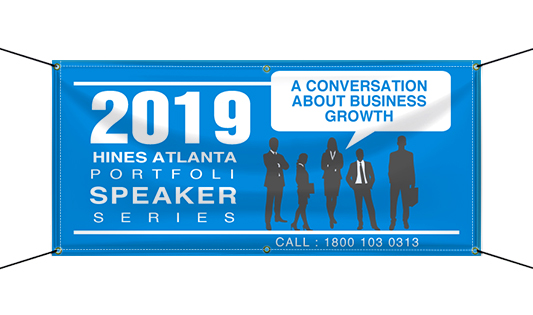 2019
HINES ATLANTA
PORTFOLI
SPEAKER
SERIES
A CONVERSATION
ABOUT BUSINESS
GROWTH
CALL : 1800 103 0313